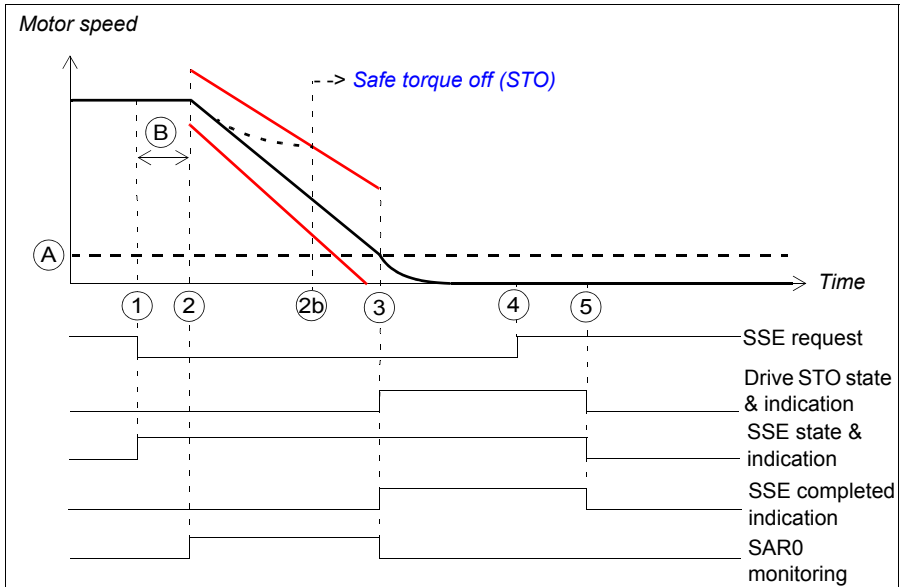 Motor speed
--> Safe torque off (STO)
B
A
Time
1
2
2b
3
4
5
SSE request
Drive STO state
& indication
SSE state &
indication
SSE completed
indication
SAR0
monitoring